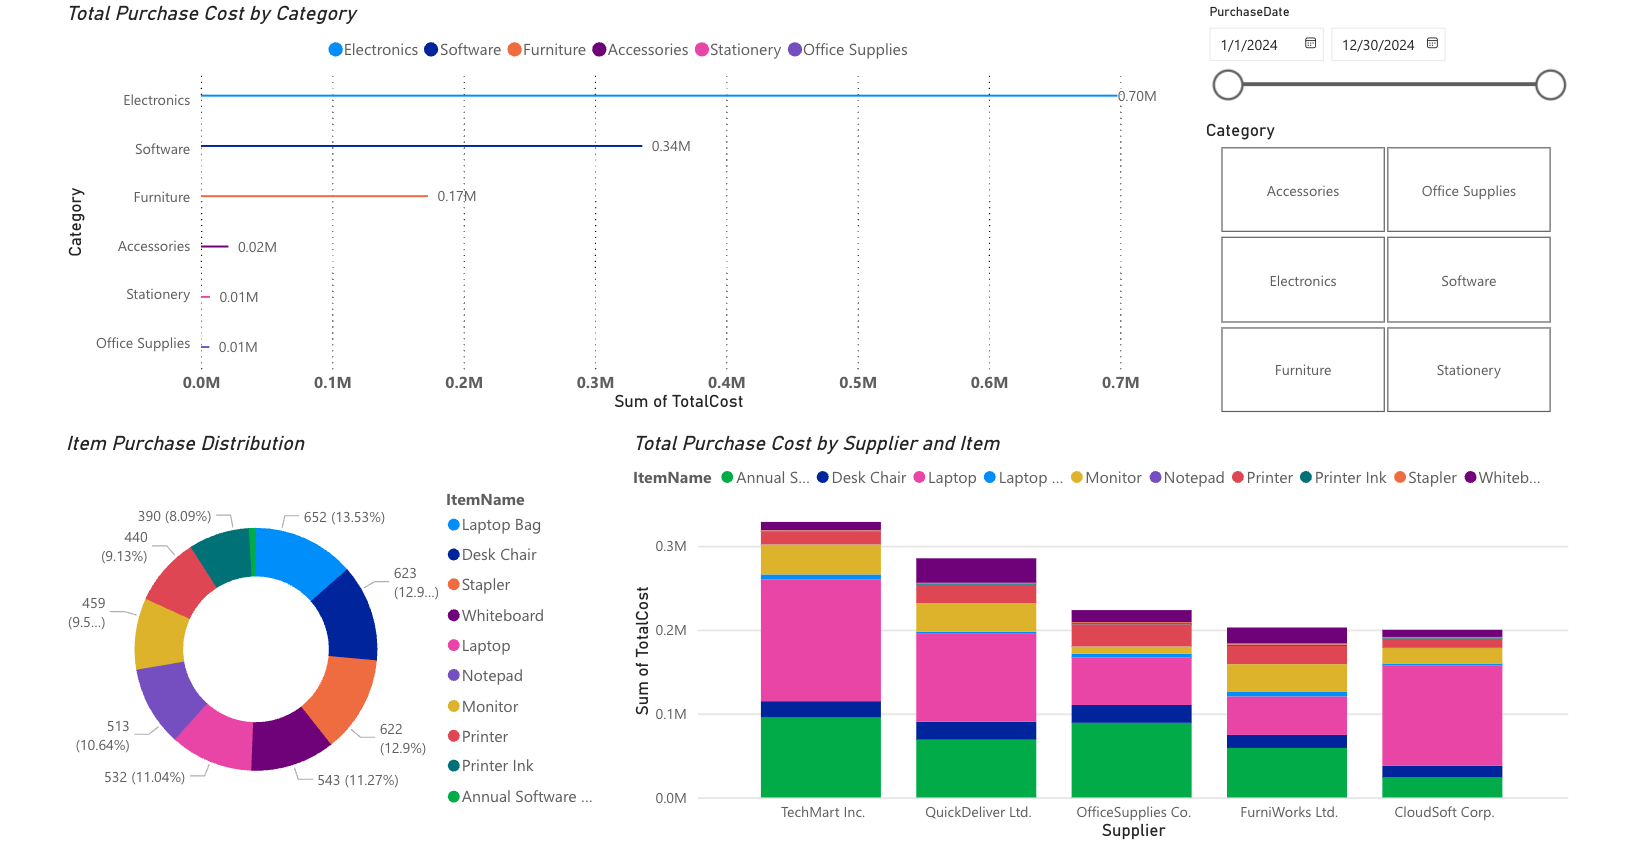 Total Purchase Cost by Category
Electronics Software Furniture Accessories Stationery Office Supplies
Category
Electronics 0.70M
Software 0.34M
Furniture 0.17M
Accessories 0.02M
Stationery 0.01M
Office Supplies 0.01M
0.0M 0.1M 0.2M 0.3M 0.4M 0.5M 0.6M 0.7M
Sum of TotalCost
PurchaseDate
1/1/2024 12/30/2024
Category
Accessories Office Supplies
Electronics Software
Furniture Stationery
Item Purchase Distribution
652 (13.53%)
623
(12.9...)
622
(12.9%)
543 (11.27%)
532 (11.04%)
513
(10.64%)
459
(9.5...)
440
(9.13%)
390 (8.09%)
ItemName
Laptop Bag
Desk Chair
Stapler
Whiteboard
Laptop
Notepad
Monitor
Printer
Printer Ink
Annual Software ...
Total Purchase Cost by Supplier and Item
ItemName Annual S... Desk Chair Laptop Laptop ... Monitor Notepad Printer Printer Ink Stapler Whiteb...
Sum of TotalCost
0.3M
0.2M
0.1M
0.0M
TechMart Inc. QuickDeliver Ltd. OfficeSupplies Co. FurniWorks Ltd. CloudSoft Corp.
Supplier